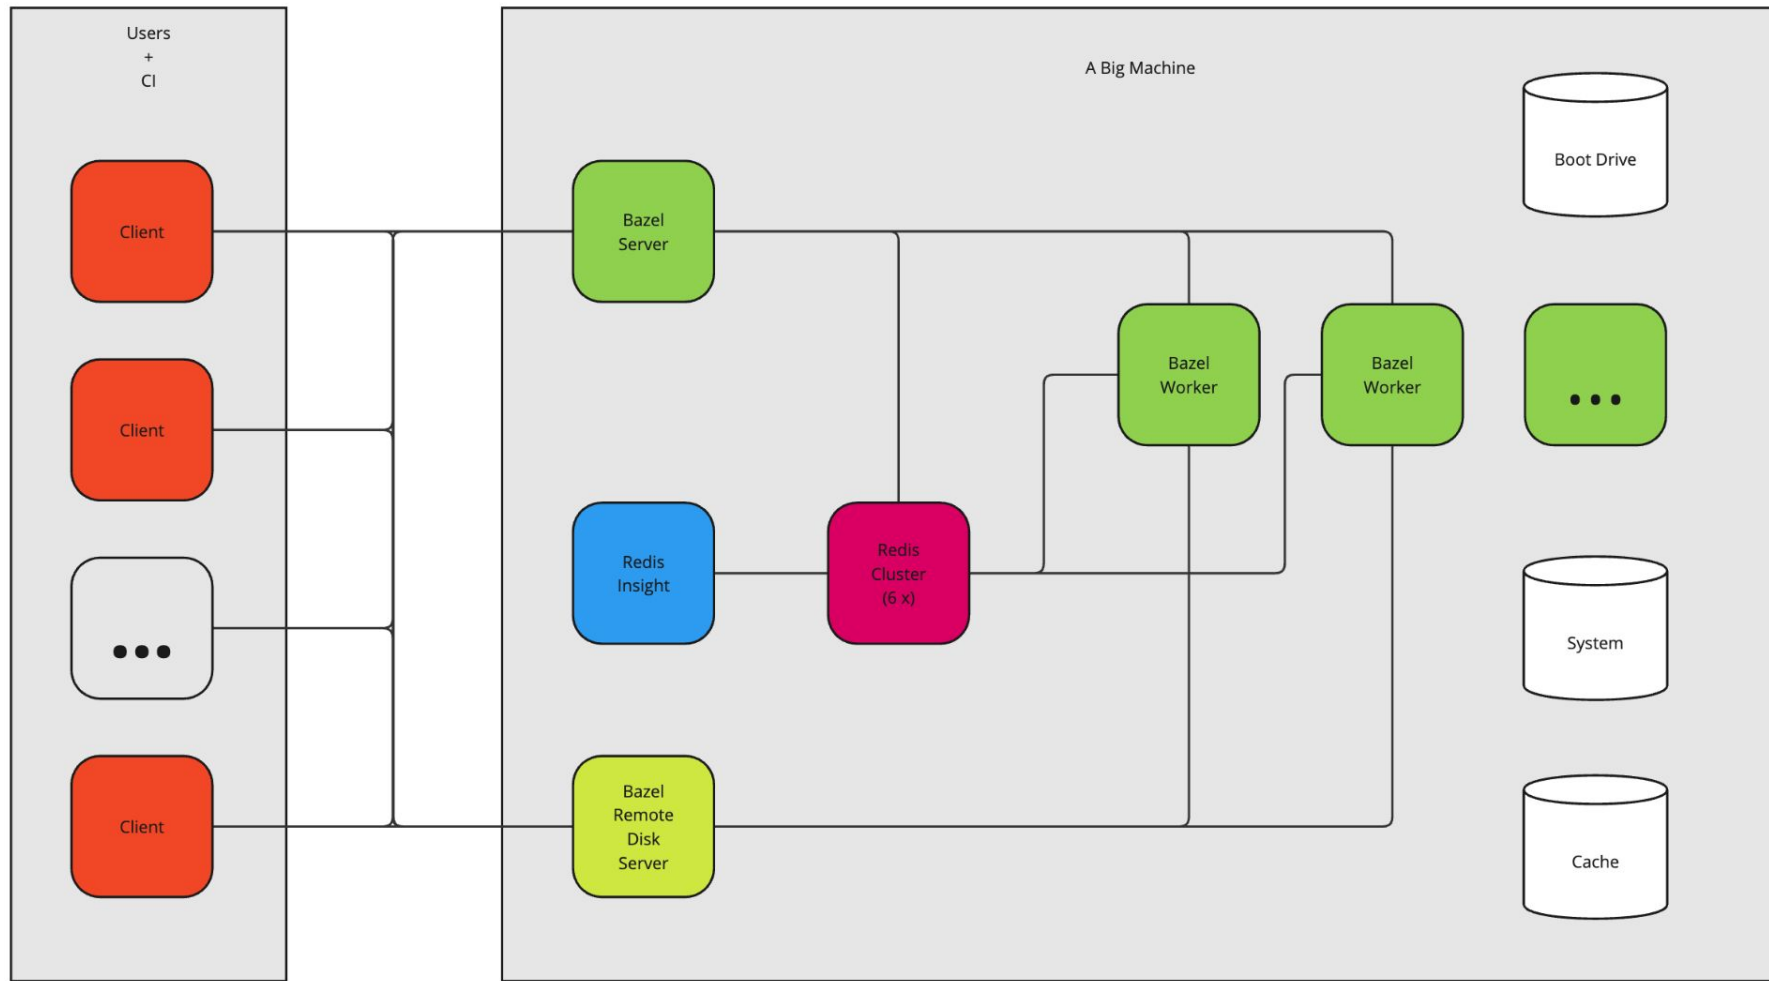 Users
+
CI
Client
Client
•••
Client
A Big Machine
Bazel
Server
Redis
Insight
Redis
Cluster
(6 x)
Bazel
Remote
Disk
Server
Bazel
Worker
Bazel
Worker
•••
Boot Drive
System
Cache